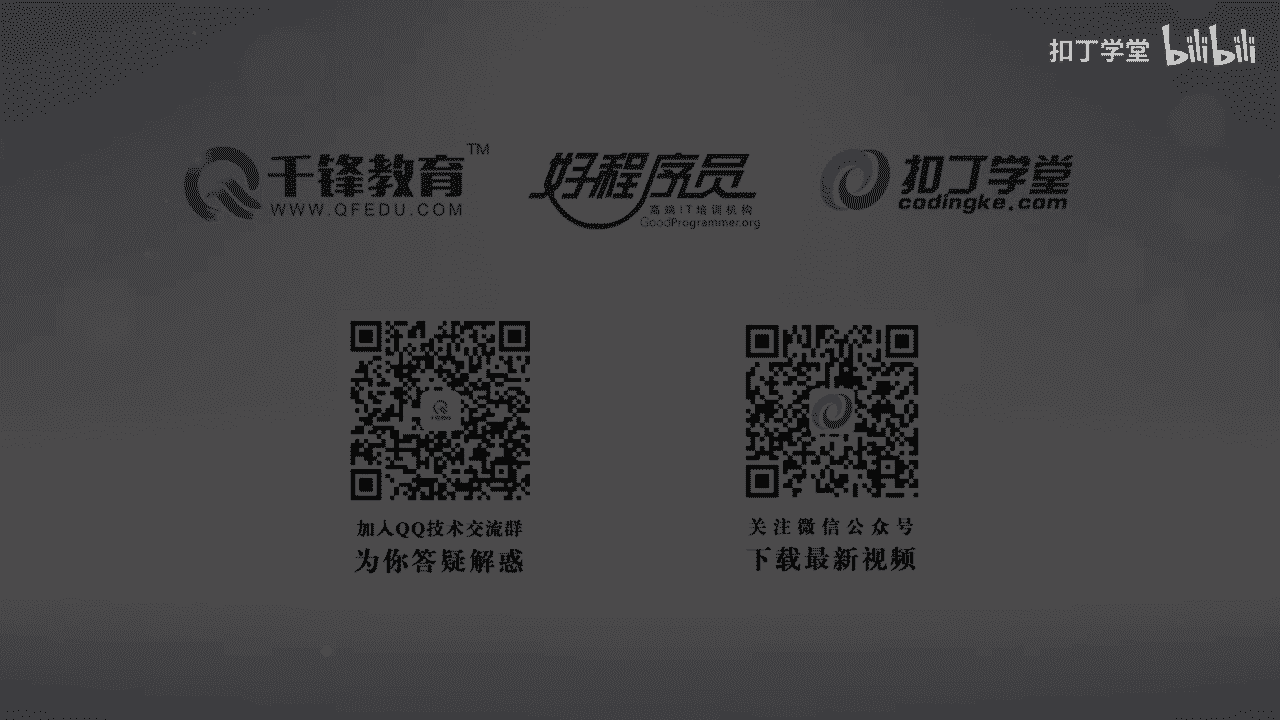 扣丁学堂 bilibili
千锋教育 TM
WWW.QFEDU.COM
好程序员
高端IT培训机构
GoodProgrammer.org
扣丁学堂
codingke.com
加入QQ技术交流群
为你答疑解惑
关注微信公众号
下载最新视频